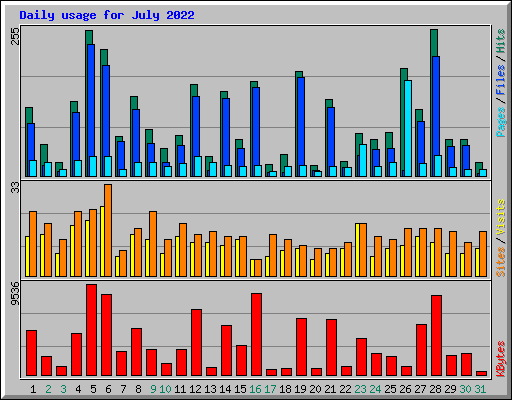 Daily usage for July 2022
255
Pages / Files / Hits
33
Sites / Visits
9536
KBytes
1 2 3 4 5 6 7 8 9 10 11 12 13 14 15 16 17 18 19 20 21 22 23 24 25 26 27 28 29 30 31